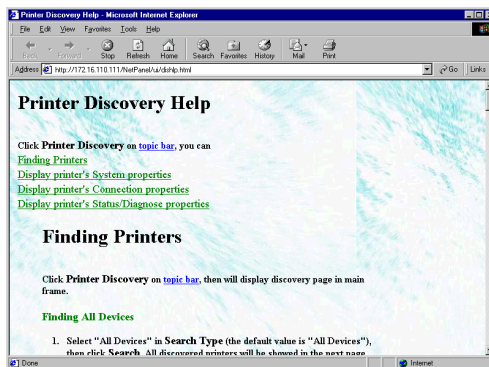 Printer Discovery Help - Microsoft Internet Explorer
File Edit View Favorites Tools Help
Back Forward Stop Refresh Home Search Favorites History Mail Print
Address http://172.16.110.111/NetPanel/ui/dishlp.html Go Links
Printer Discovery Help
Click Printer Discovery on topic bar, you can
Finding Printers
Display printer's System properties
Display printer's Connection properties
Display printer's Status/Diagnose properties
Finding Printers
Click Printer Discovery on topic bar, then will display discovery page in main
frame.
Finding All Devices
1. Select "All Devices" in Search Type (the default value is "All Devices"),
then click Search. All discovered printers will be showed in the next page
Done Internet